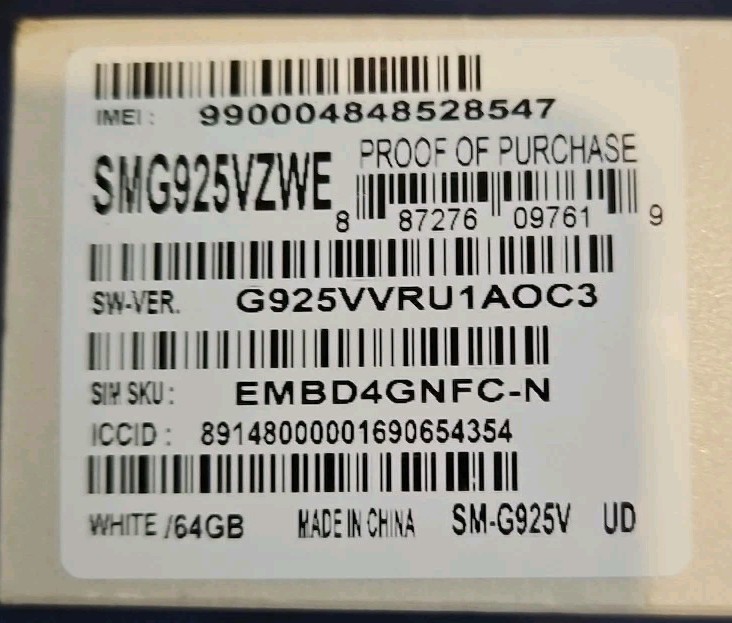 IMEI: 990004848528547
SMG925VZWE
PROOF OF PURCHASE
8 87276 09761 9
SW-VER. G925VVRU1AOC3
SIM SKU: EMBD4GNFC-N
ICCID: 89148000001690654354
WHITE /64GB MADE IN CHINA SM-G925V UD